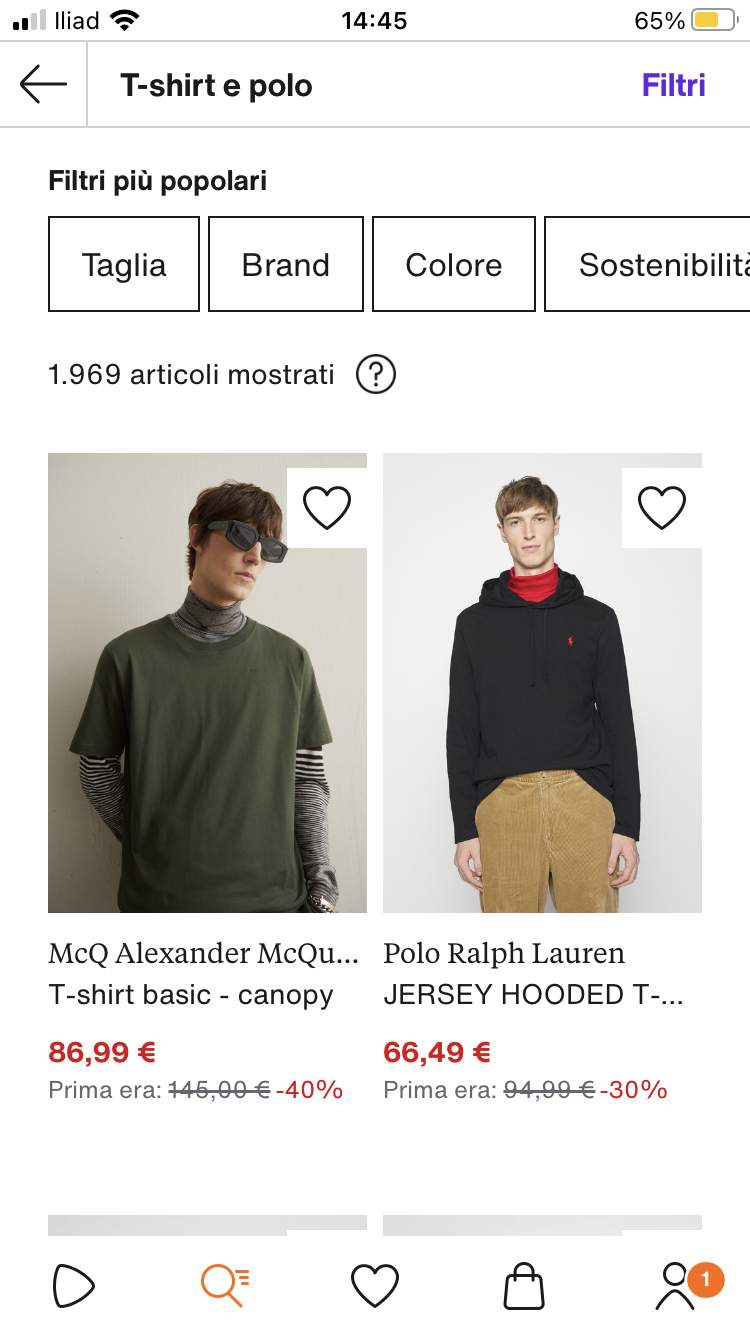 Iliad 14:45 65%
T-shirt e polo Filtri
Filtri più popolari
Taglia Brand Colore Sostenibilità
1.969 articoli mostrati ?
McQ Alexander McQu... Polo Ralph Lauren
T-shirt basic - canopy JERSEY HOODED T-...
86,99 € 66,49 €
Prima era: 145,00 € -40% Prima era: 94,99 € -30%
1